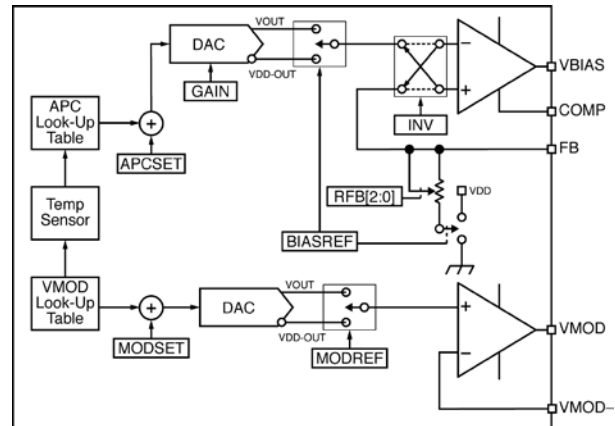 VOUT
DAC
VDD-OUT
GAIN
APC
Look-Up
Table
+
APCSET
−
+
INV
VBIAS
COMP
FB
Temp
Sensor
RFB[2:0]
VDD
BIASREF
VMOD
Look-Up
Table
+
MODSET
VOUT
DAC
VDD-OUT
MODREF
+
−
VMOD
VMOD−